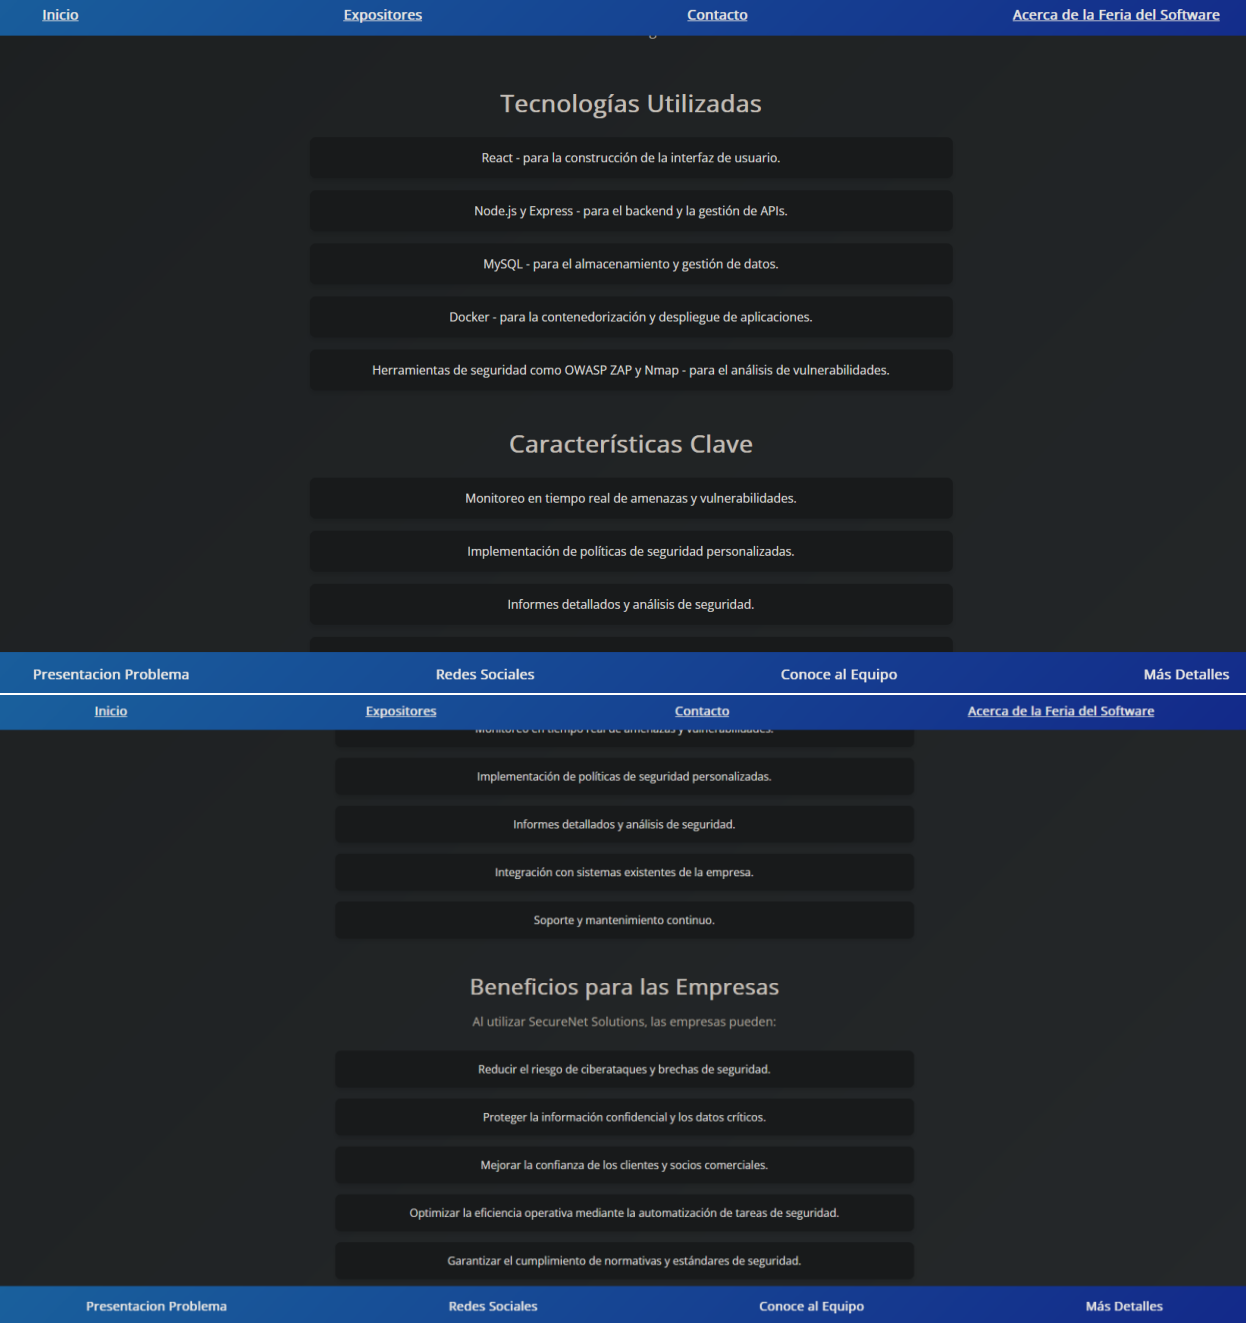 Inicio Expositores Contacto Acerca de la Feria del Software
Tecnologías Utilizadas
React - para la construcción de la interfaz de usuario.
Node.js y Express - para el backend y la gestión de APIs.
MySQL - para el almacenamiento y gestión de datos.
Docker - para la contenedorización y despliegue de aplicaciones.
Herramientas de seguridad como OWASP ZAP y Nmap - para el análisis de vulnerabilidades.
Características Clave
Monitoreo en tiempo real de amenazas y vulnerabilidades.
Implementación de políticas de seguridad personalizadas.
Informes detallados y análisis de seguridad.
Presentacion Problema Redes Sociales Conoce al Equipo Más Detalles
Inicio Expositores Contacto Acerca de la Feria del Software
Monitoreo en tiempo real de amenazas y vulnerabilidades.
Implementación de políticas de seguridad personalizadas.
Informes detallados y análisis de seguridad.
Integración con sistemas existentes de la empresa.
Soporte y mantenimiento continuo.
Beneficios para las Empresas
Al utilizar SecureNet Solutions, las empresas pueden:
Reducir el riesgo de ciberataques y brechas de seguridad.
Proteger la información confidencial y los datos críticos.
Mejorar la confianza de los clientes y socios comerciales.
Optimizar la eficiencia operativa mediante la automatización de tareas de seguridad.
Garantizar el cumplimiento de normativas y estándares de seguridad.
Presentacion Problema Redes Sociales Conoce al Equipo Más Detalles